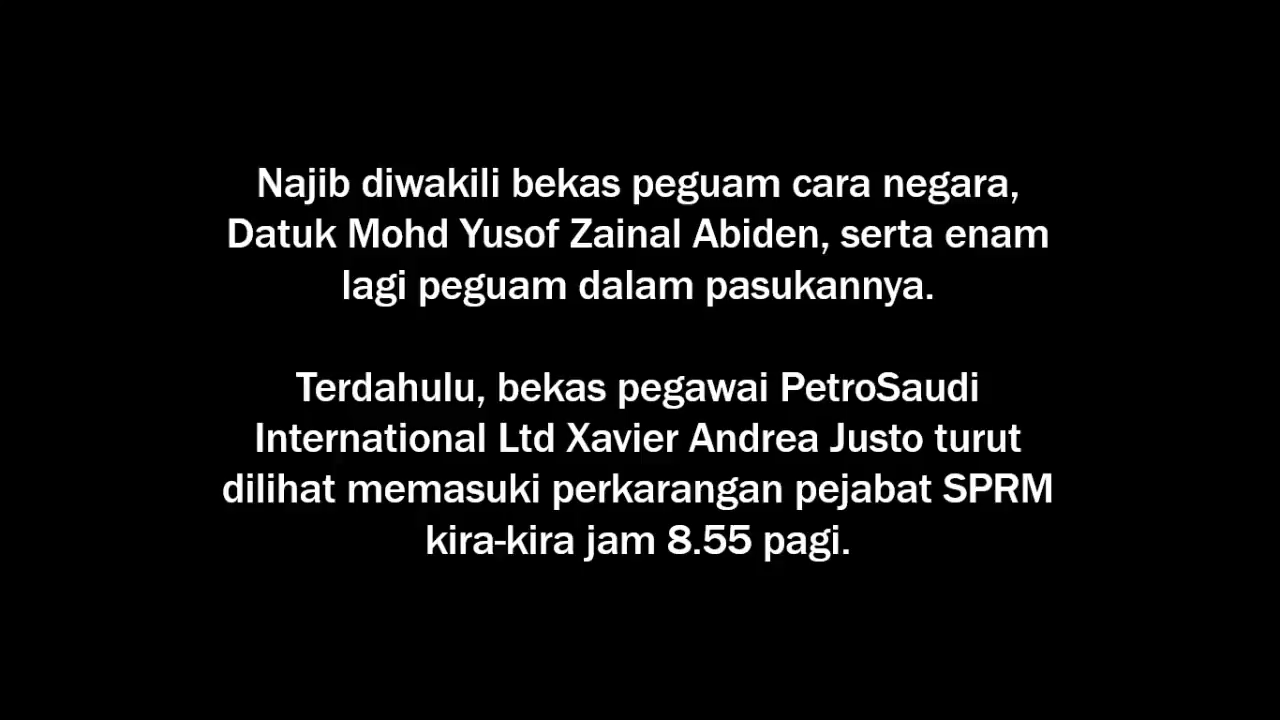 Najib diwakili bekas peguam cara negara,
Datuk Mohd Yusof Zainal Abiden, serta enam
lagi peguam dalam pasukannya.
Terdahulu, bekas pegawai PetroSaudi
International Ltd Xavier Andrea Justo turut
dilihat memasuki perkarangan pejabat SPRM
kira-kira jam 8.55 pagi.